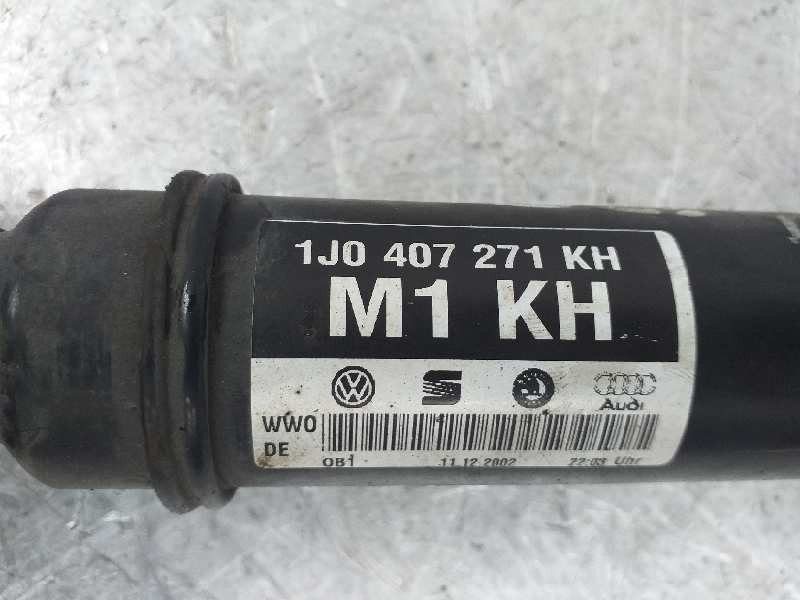 1J0 407 271 KH
M1 KH
Audi
WWO
DE
OB1 11.12.2002 22:03 Uhr